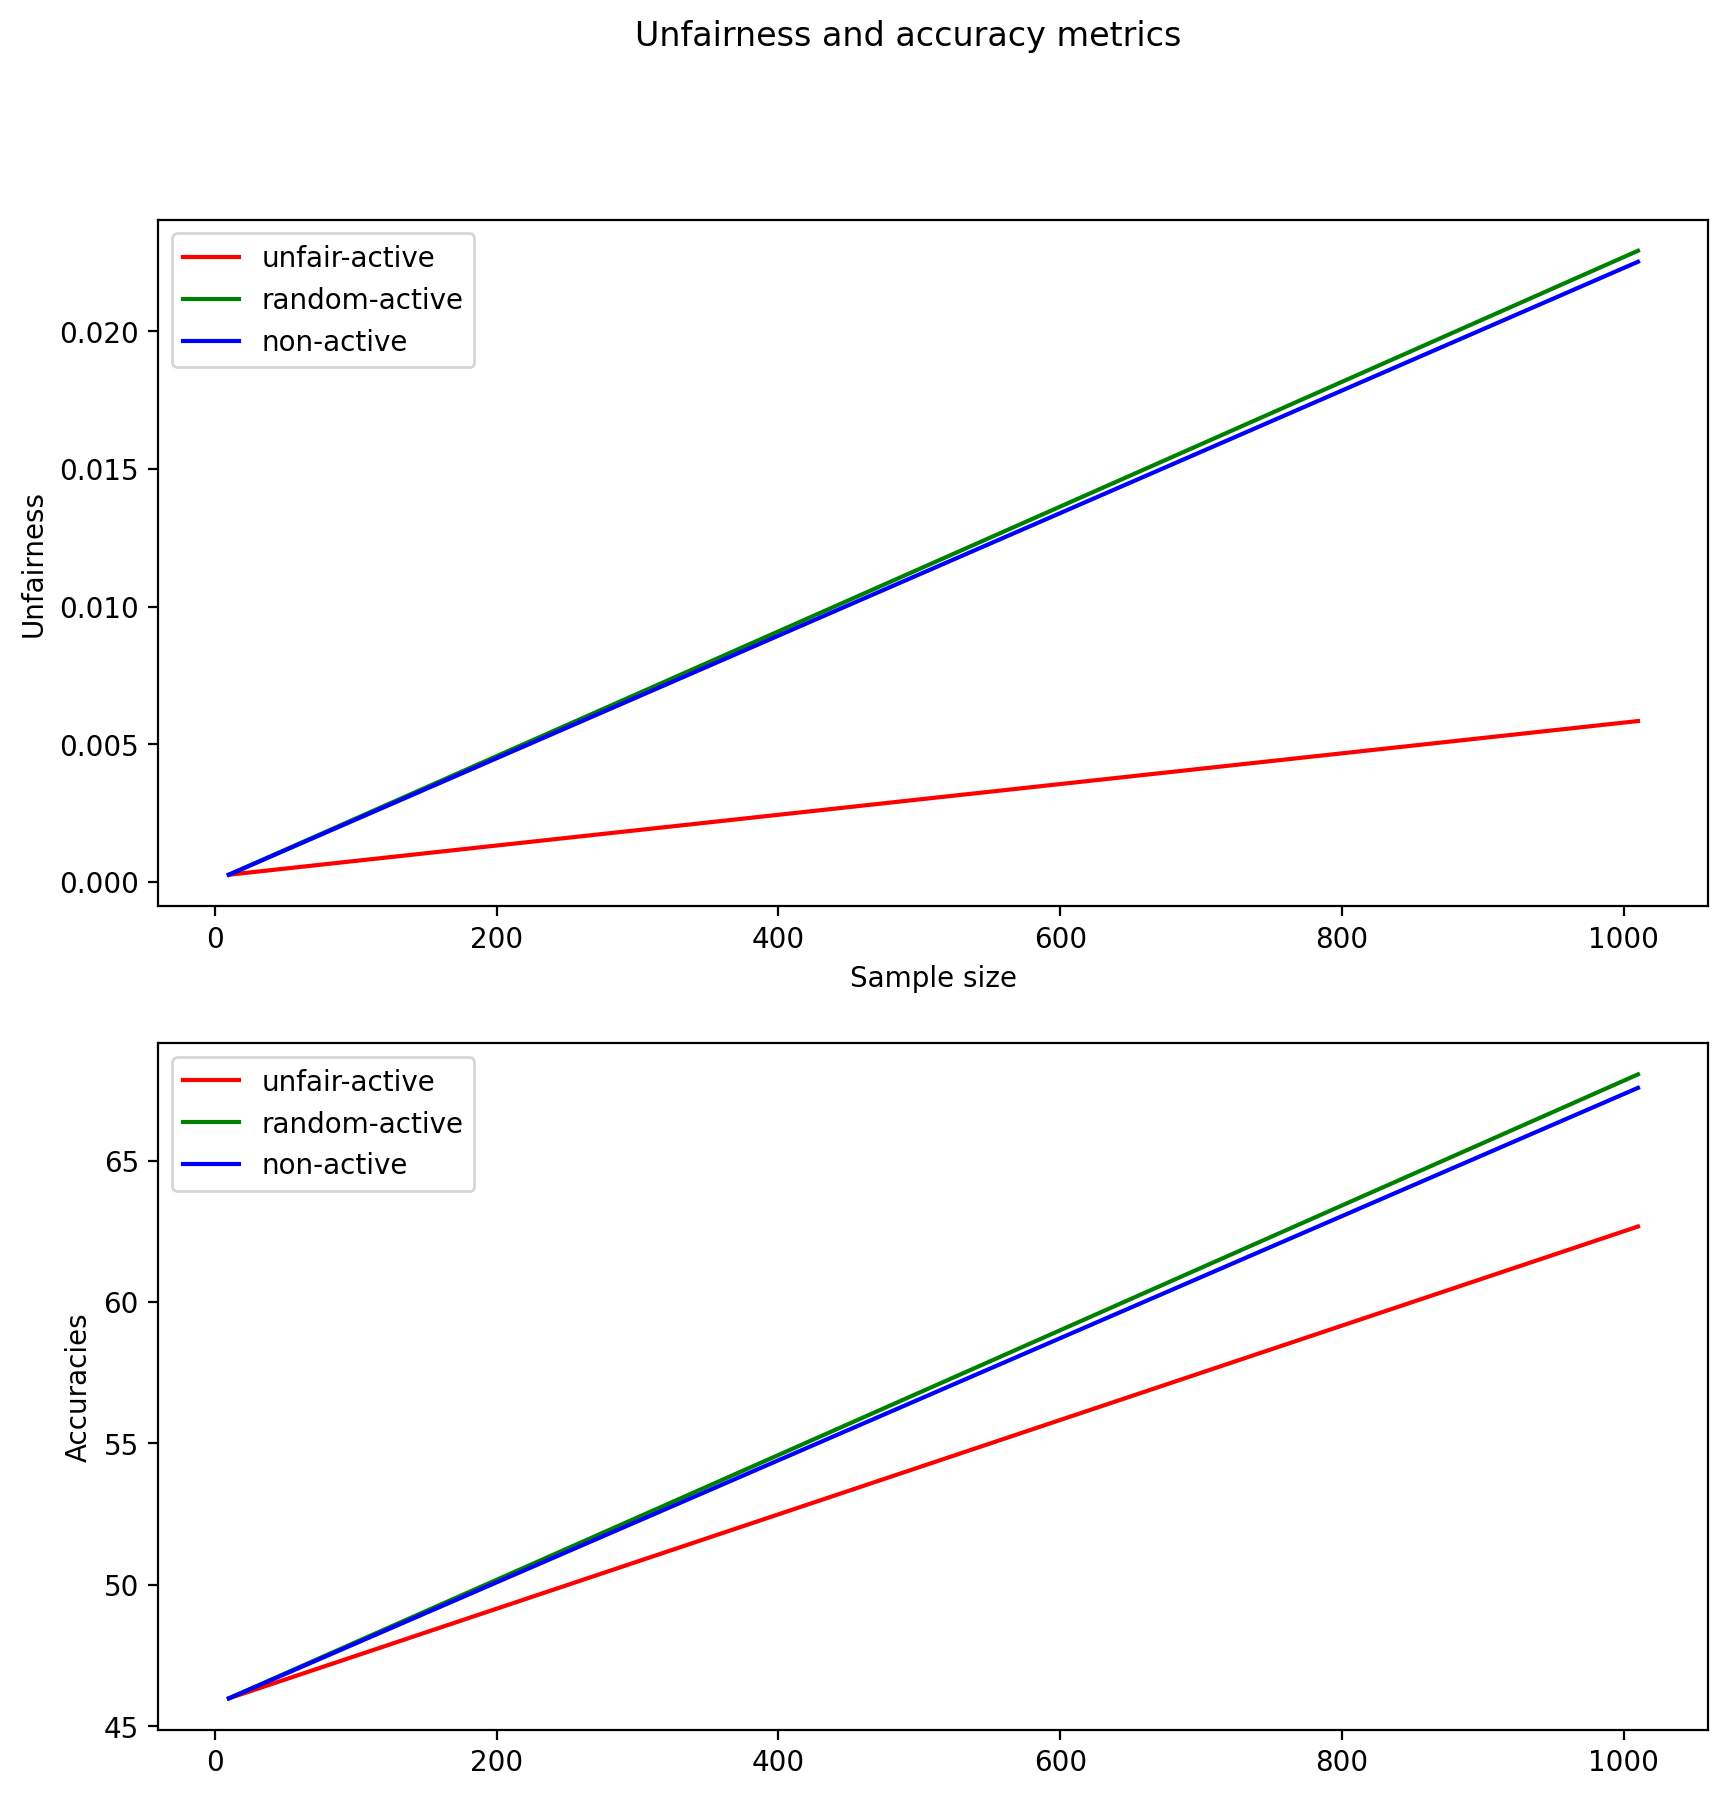 Unfairness and accuracy metrics
unfair-active
random-active
non-active
0.020
0.015
0.010
0.005
0.000
Unfairness
0 200 400 600 800 1000
Sample size
unfair-active
random-active
non-active
65
60
55
50
45
Accuracies
0 200 400 600 800 1000